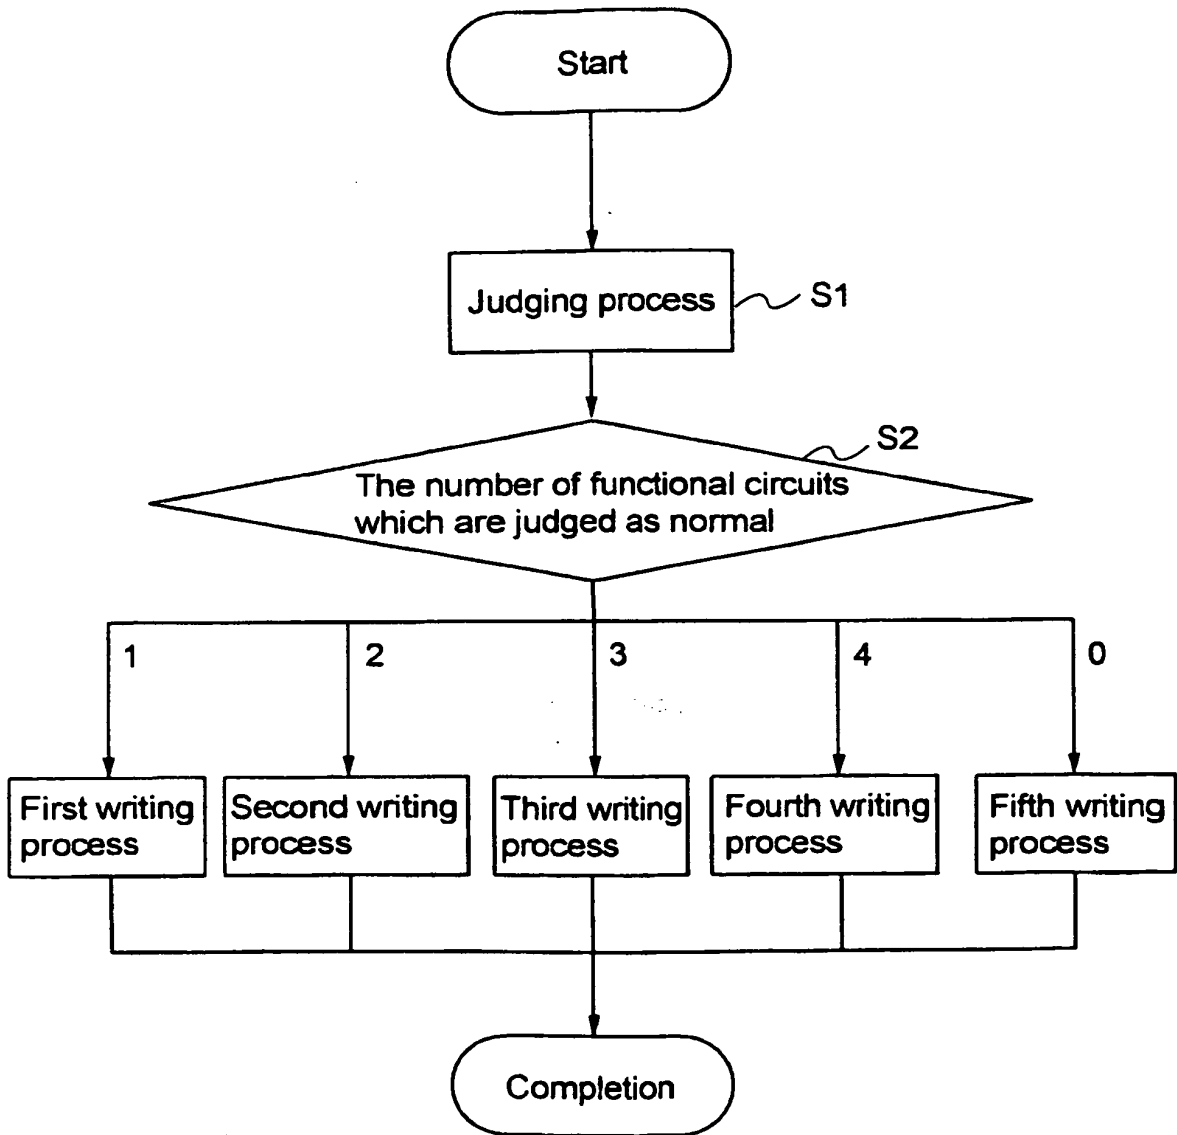 Start
Judging process
S1
S2
The number of functional circuits
which are judged as normal
1
2
3
4
0
First writing
process
Second writing
process
Third writing
process
Fourth writing
process
Fifth writing
process
Completion